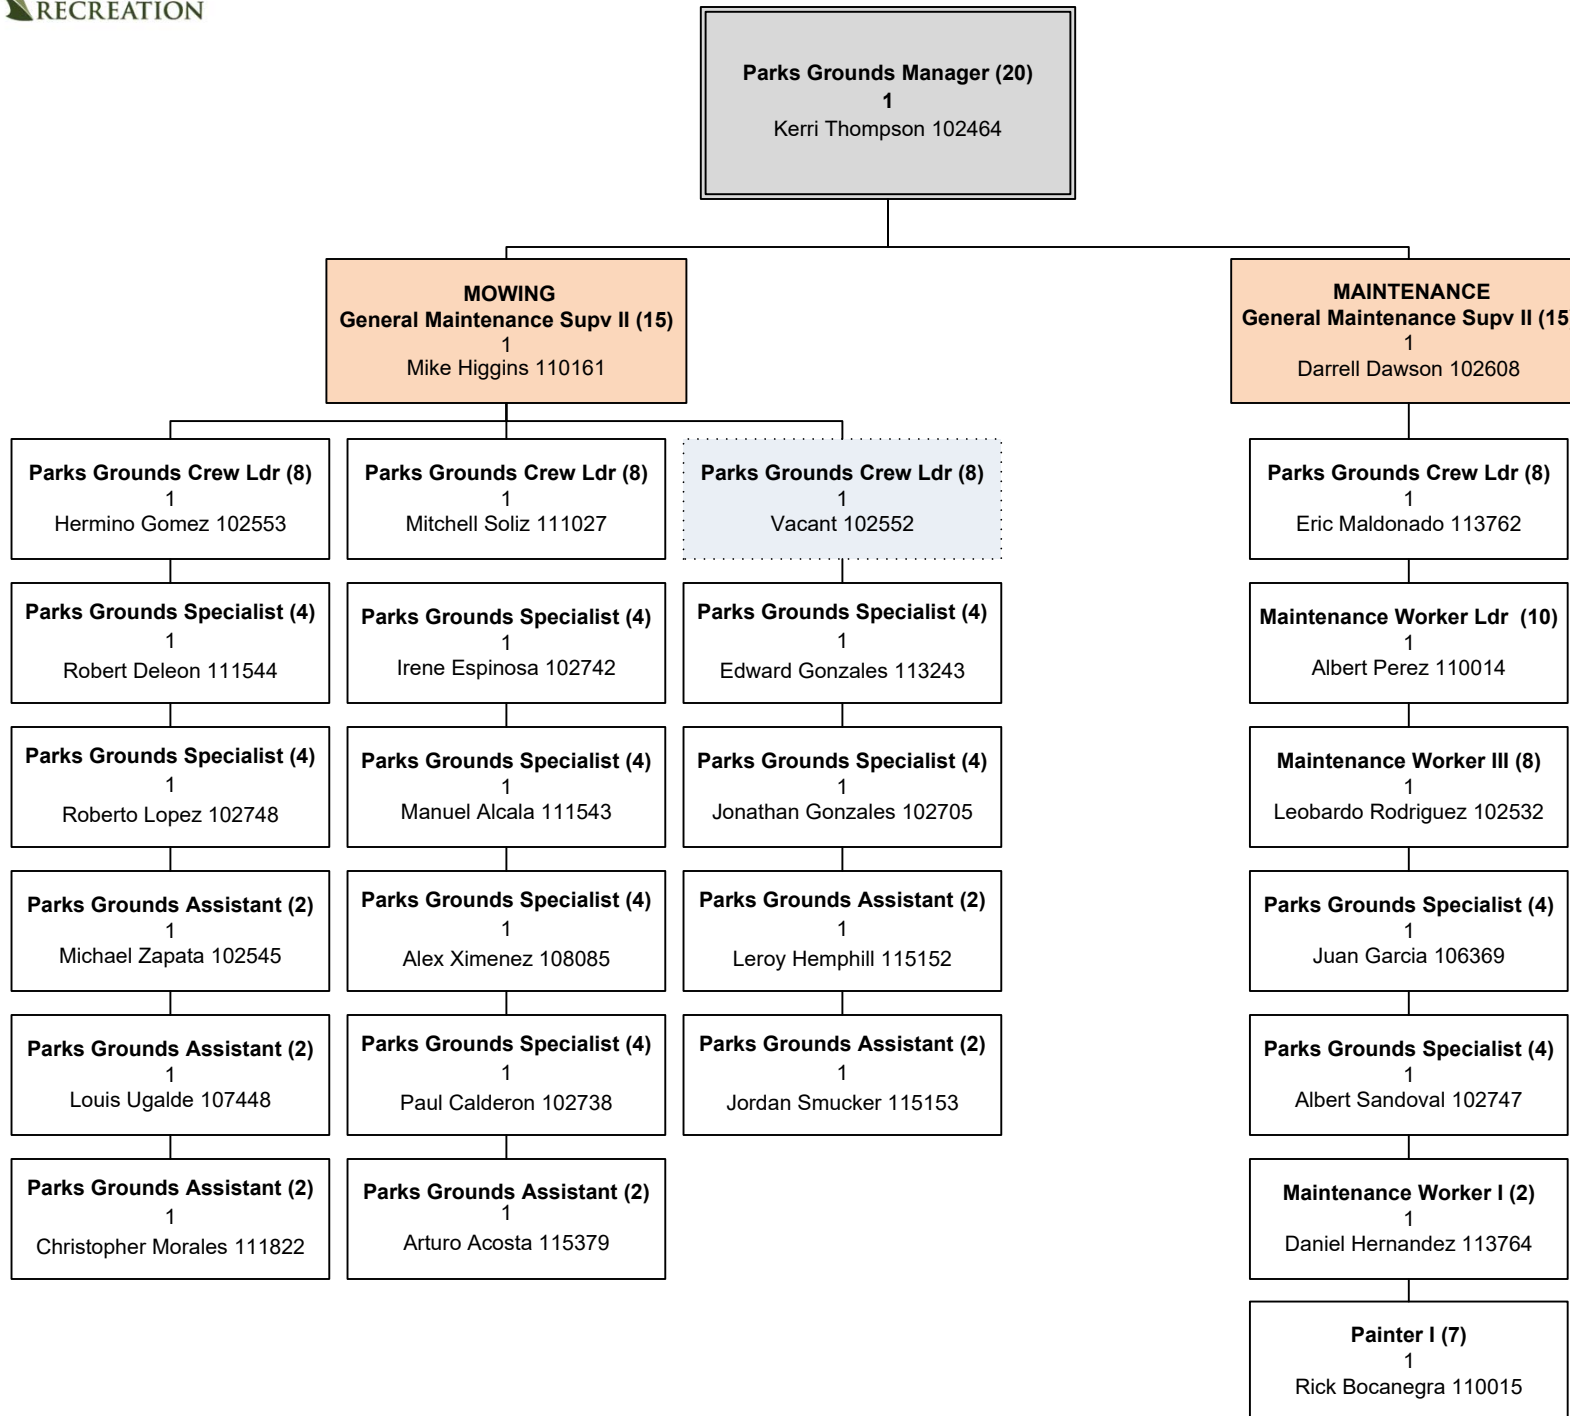 RECREATION
Parks Grounds Manager (20)
1
Kerri Thompson 102464
MOWING
General Maintenance Supv II (15)
1
Mike Higgins 110161
MAINTENANCE
General Maintenance Supv II (15)
1
Darrell Dawson 102608
Parks Grounds Crew Ldr (8)
1
Hermino Gomez 102553
Parks Grounds Specialist (4)
1
Robert Deleon 111544
Parks Grounds Specialist (4)
1
Roberto Lopez 102748
Parks Grounds Assistant (2)
1
Michael Zapata 102545
Parks Grounds Assistant (2)
1
Louis Ugalde 107448
Parks Grounds Assistant (2)
1
Christopher Morales 111822
Parks Grounds Crew Ldr (8)
1
Mitchell Soliz 111027
Parks Grounds Specialist (4)
1
Irene Espinosa 102742
Parks Grounds Specialist (4)
1
Manuel Alcala 111543
Parks Grounds Specialist (4)
1
Alex Ximenez 108085
Parks Grounds Specialist (4)
1
Paul Calderon 102738
Parks Grounds Assistant (2)
1
Arturo Acosta 115379
Parks Grounds Crew Ldr (8)
1
Vacant 102552
Parks Grounds Specialist (4)
1
Edward Gonzales 113243
Parks Grounds Specialist (4)
1
Jonathan Gonzales 102705
Parks Grounds Assistant (2)
1
Leroy Hemphill 115152
Parks Grounds Assistant (2)
1
Jordan Smucker 115153
Parks Grounds Crew Ldr (8)
1
Eric Maldonado 113762
Maintenance Worker Ldr (10)
1
Albert Perez 110014
Maintenance Worker III (8)
1
Leobardo Rodriguez 102532
Parks Grounds Specialist (4)
1
Juan Garcia 106369
Parks Grounds Specialist (4)
1
Albert Sandoval 102747
Maintenance Worker I (2)
1
Daniel Hernandez 113764
Painter I (7)
1
Rick Bocanegra 110015